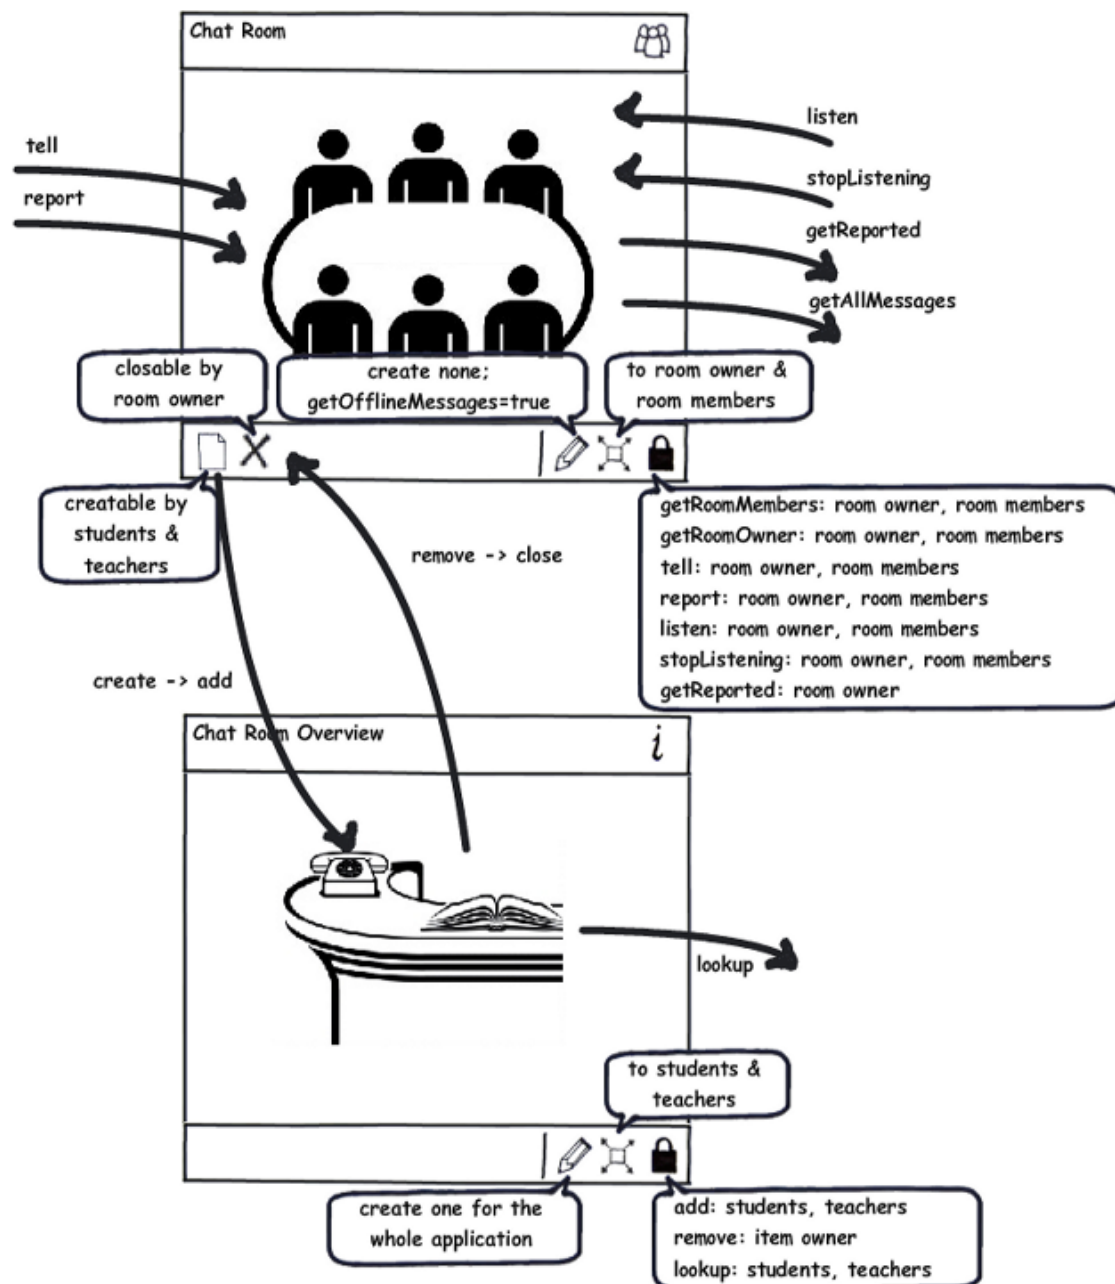 Chat Room
tell
report
listen
stopListening
getReported
getAllMessages
closable by
room owner
create none;
getOfflineMessages=true
to room owner &
room members
creatable by
students &
teachers
getRoomMembers: room owner, room members
getRoomOwner: room owner, room members
tell: room owner, room members
report: room owner, room members
listen: room owner, room members
stopListening: room owner, room members
getReported: room owner
remove -> close
create -> add
Chat Room Overview
i
lookup
to students &
teachers
create one for the
whole application
add: students, teachers
remove: item owner
lookup: students, teachers